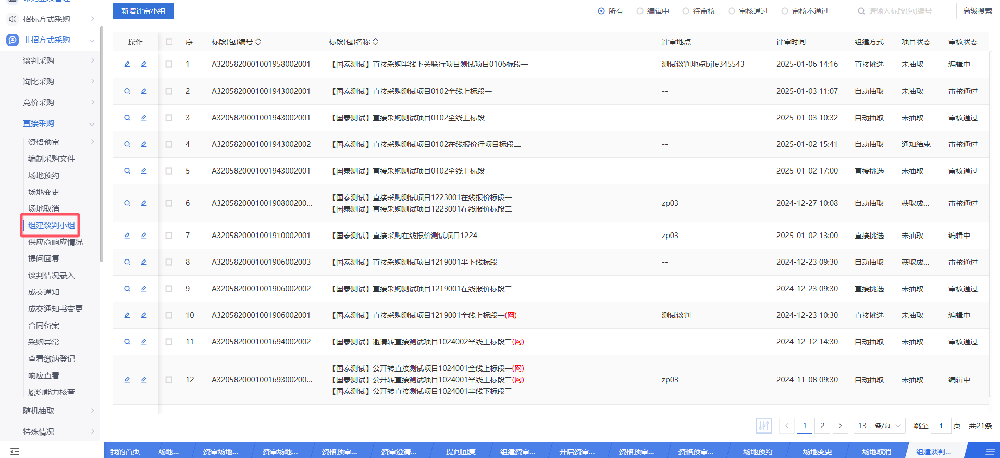 招标方式采购
非招方式采购
谈判采购
询比采购
竞价采购
直接采购
资格预审
编制采购文件
场地预约
场地变更
场地取消
组建谈判小组
供应商响应情况
提问回复
谈判情况录入
成交通知
成交通知书变更
合同备案
采购异常
查看缴纳登记
响应查看
履约能力核查
随机抽取
特殊情况
新增评审小组 所有 编辑中 待审核 审核通过 审核不通过 请输入标段(包)编号 高级搜索
操作 序 标段(包)编号 标段(包)名称 评审地点 评审时间 组建方式 项目状态 审核状态
1 A3205820001001958002001 【国泰测试】直接采购半线下关联行项目测试项目0106标段一 测试谈判地点bjfe345543 2025-01-06 14:16 直接挑选 未抽取 编辑中
2 A3205820001001943002001 【国泰测试】直接采购测试项目0102全线上标段一 -- 2025-01-03 11:07 自动抽取 未抽取 审核通过
3 A3205820001001943002001 【国泰测试】直接采购测试项目0102全线上标段一 -- 2025-01-03 10:32 自动抽取 未抽取 审核通过
4 A3205820001001943002002 【国泰测试】直接采购测试项目0102在线报价行项目标段二 -- 2025-01-02 15:41 自动抽取 通知结束 审核通过
5 A3205820001001943002001 【国泰测试】直接采购测试项目0102全线上标段一 -- 2025-01-02 17:00 直接挑选 未抽取 审核通过
6 A320582000100190800200... 【国泰测试】直接采购测试项目1223001在线报价标段一 zp03 2024-12-27 10:08 自动抽取 获取成... 审核通过
【国泰测试】直接采购测试项目1223001在线报价标段二
7 A3205820001001910002001 【国泰测试】直接采购在线报价测试项目1224 zp03 2025-01-02 13:00 直接挑选 未抽取 编辑中
8 A3205820001001906002003 【国泰测试】直接采购测试项目1219001半下线标段三 -- 2024-12-23 09:30 自动抽取 获取成... 审核通过
9 A3205820001001906002002 【国泰测试】直接采购测试项目1219001在线报价标段二 -- 2024-12-23 09:30 直接挑选 未抽取 审核通过
10 A3205820001001906002001 【国泰测试】直接采购测试项目1219001全线上标段一(网) 测试谈判 2024-12-23 10:30 直接挑选 未抽取 编辑中
11 A3205820001001694002002 【国泰测试】邀请转直接测试项目1024002半线上标段二(网) -- 2024-12-12 14:30 自动抽取 未抽取 审核通过
【国泰测试】公开转直接测试项目1024001全线上标段一(网)
12 A320582000100169300200... 【国泰测试】公开转直接测试项目1024001半线上标段二(网) zp03 2024-11-08 09:30 自动抽取 未抽取 编辑中
【国泰测试】公开转直接测试项目1024001半线下标段三
1 2 13 条/页 跳至 1 页 共21条
我的首页 场地... 资审场地... 资审场地... 资格预审... 资审澄清... 提问回复 组建资审... 开启资审... 资格预审... 资格预审... 场地预约 场地变更 场地取消 组建谈判...